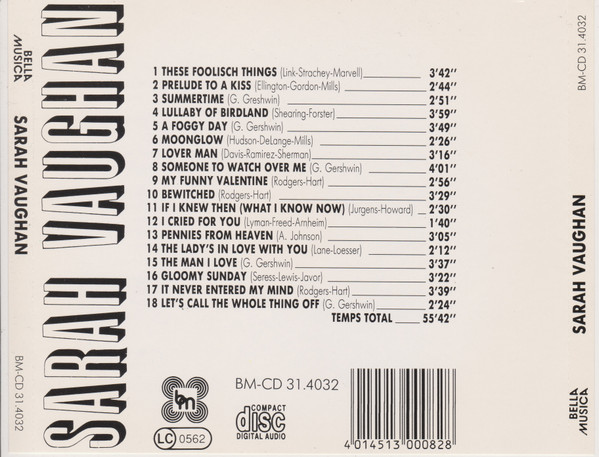 BELLA
MUSICA
SARAH VAUGHAN
BM-CD 31.4032
SARAH VAUGHAN
1 THESE FOOLISCH THINGS (Link-Strachey-Marvell) 3'42''
2 PRELUDE TO A KISS (Ellington-Gordon-Mills) 2'44''
3 SUMMERTIME (G. Greshwin) 2'51''
4 LULLABY OF BIRDLAND (Shearing-Forster) 3'59''
5 A FOGGY DAY (G. Gershwin) 3'49''
6 MOONGLOW (Hudson-DeLange-Mills) 2'26''
7 LOVER MAN (Davis-Ramirez-Sherman) 3'16''
8 SOMEONE TO WATCH OVER ME (G. Gershwin) 4'01''
9 MY FUNNY VALENTINE (Rodgers-Hart) 2'56''
10 BEWITCHED (Rodgers-Hart) 3'29''
11 IF I KNEW THEN (WHAT I KNOW NOW) (Jurgens-Howard) 2'30''
12 I CRIED FOR YOU (Lyman-Freed-Arnheim) 1'40''
13 PENNIES FROM HEAVEN (A. Johnson) 3'05''
14 THE LADY'S IN LOVE WITH YOU (Lane-Loesser) 2'12''
15 THE MAN I LOVE (G. Gershwin) 3'37''
16 GLOOMY SUNDAY (Seress-Lewis-Javor) 3'22''
17 IT NEVER ENTERED MY MIND (Rodgers-Hart) 3'39''
18 LET'S CALL THE WHOLE THING OFF (G. Gershwin) 2'24''
TEMPS TOTAL 55'42''
bm
LC 0562
BM-CD 31.4032
COMPACT
disc
DIGITAL AUDIO
4 014513 000828
BM-CD 31.4032
SARAH VAUGHAN
BELLA
MUSICA